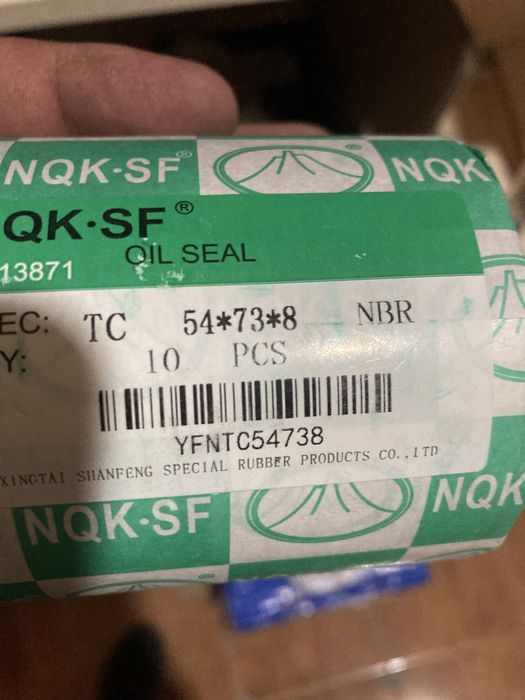 NQK·SF® NQK
QK·SF®
OIL SEAL
13871
EC: TC 54*73*8 NBR
Y: 10 PCS
YFNTC54738
XINGTAI SHANFENG SPECIAL RUBBER PRODUCTS CO.,LTD
NQK·SF NQK